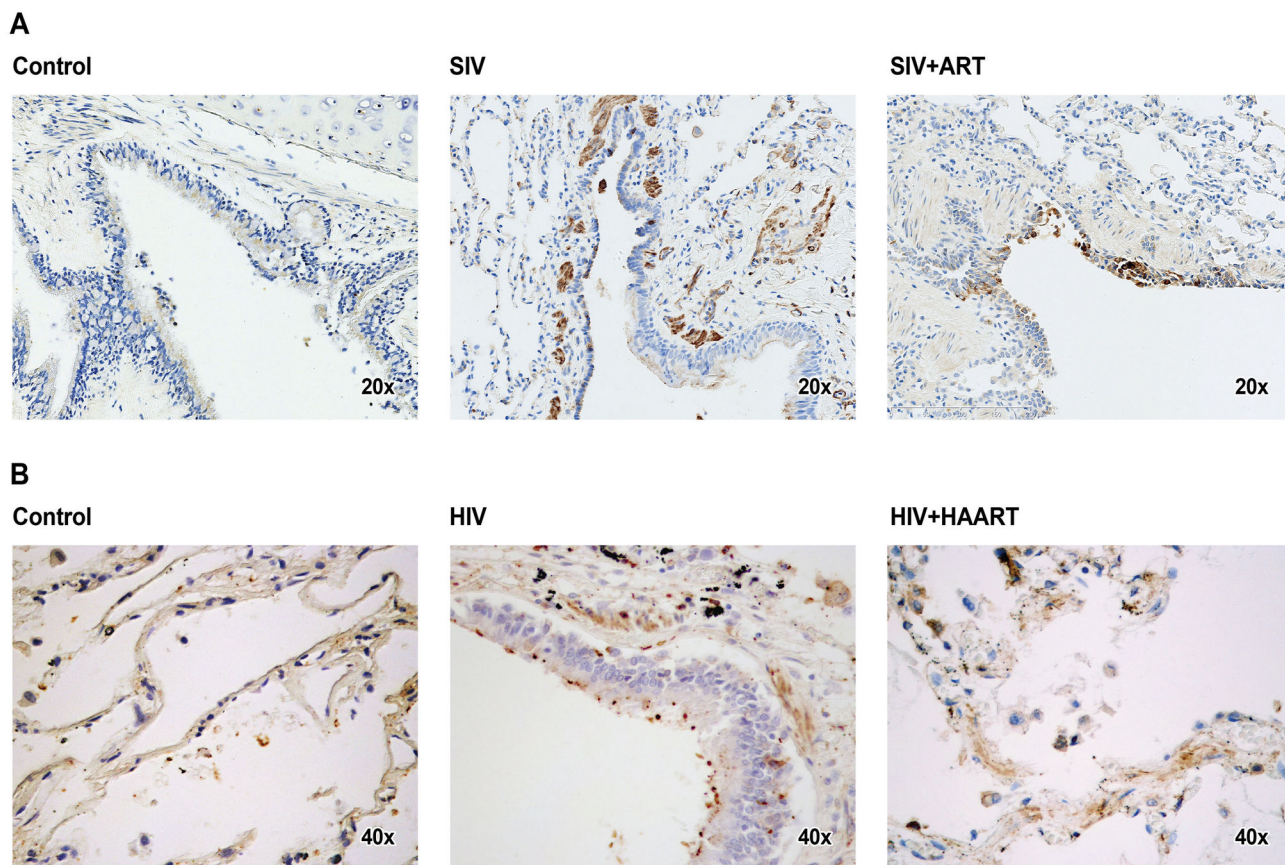 A
Control
SIV
SIV+ART
20x
20x
20x
B
Control
HIV
HIV+HAART
40x
40x
40x